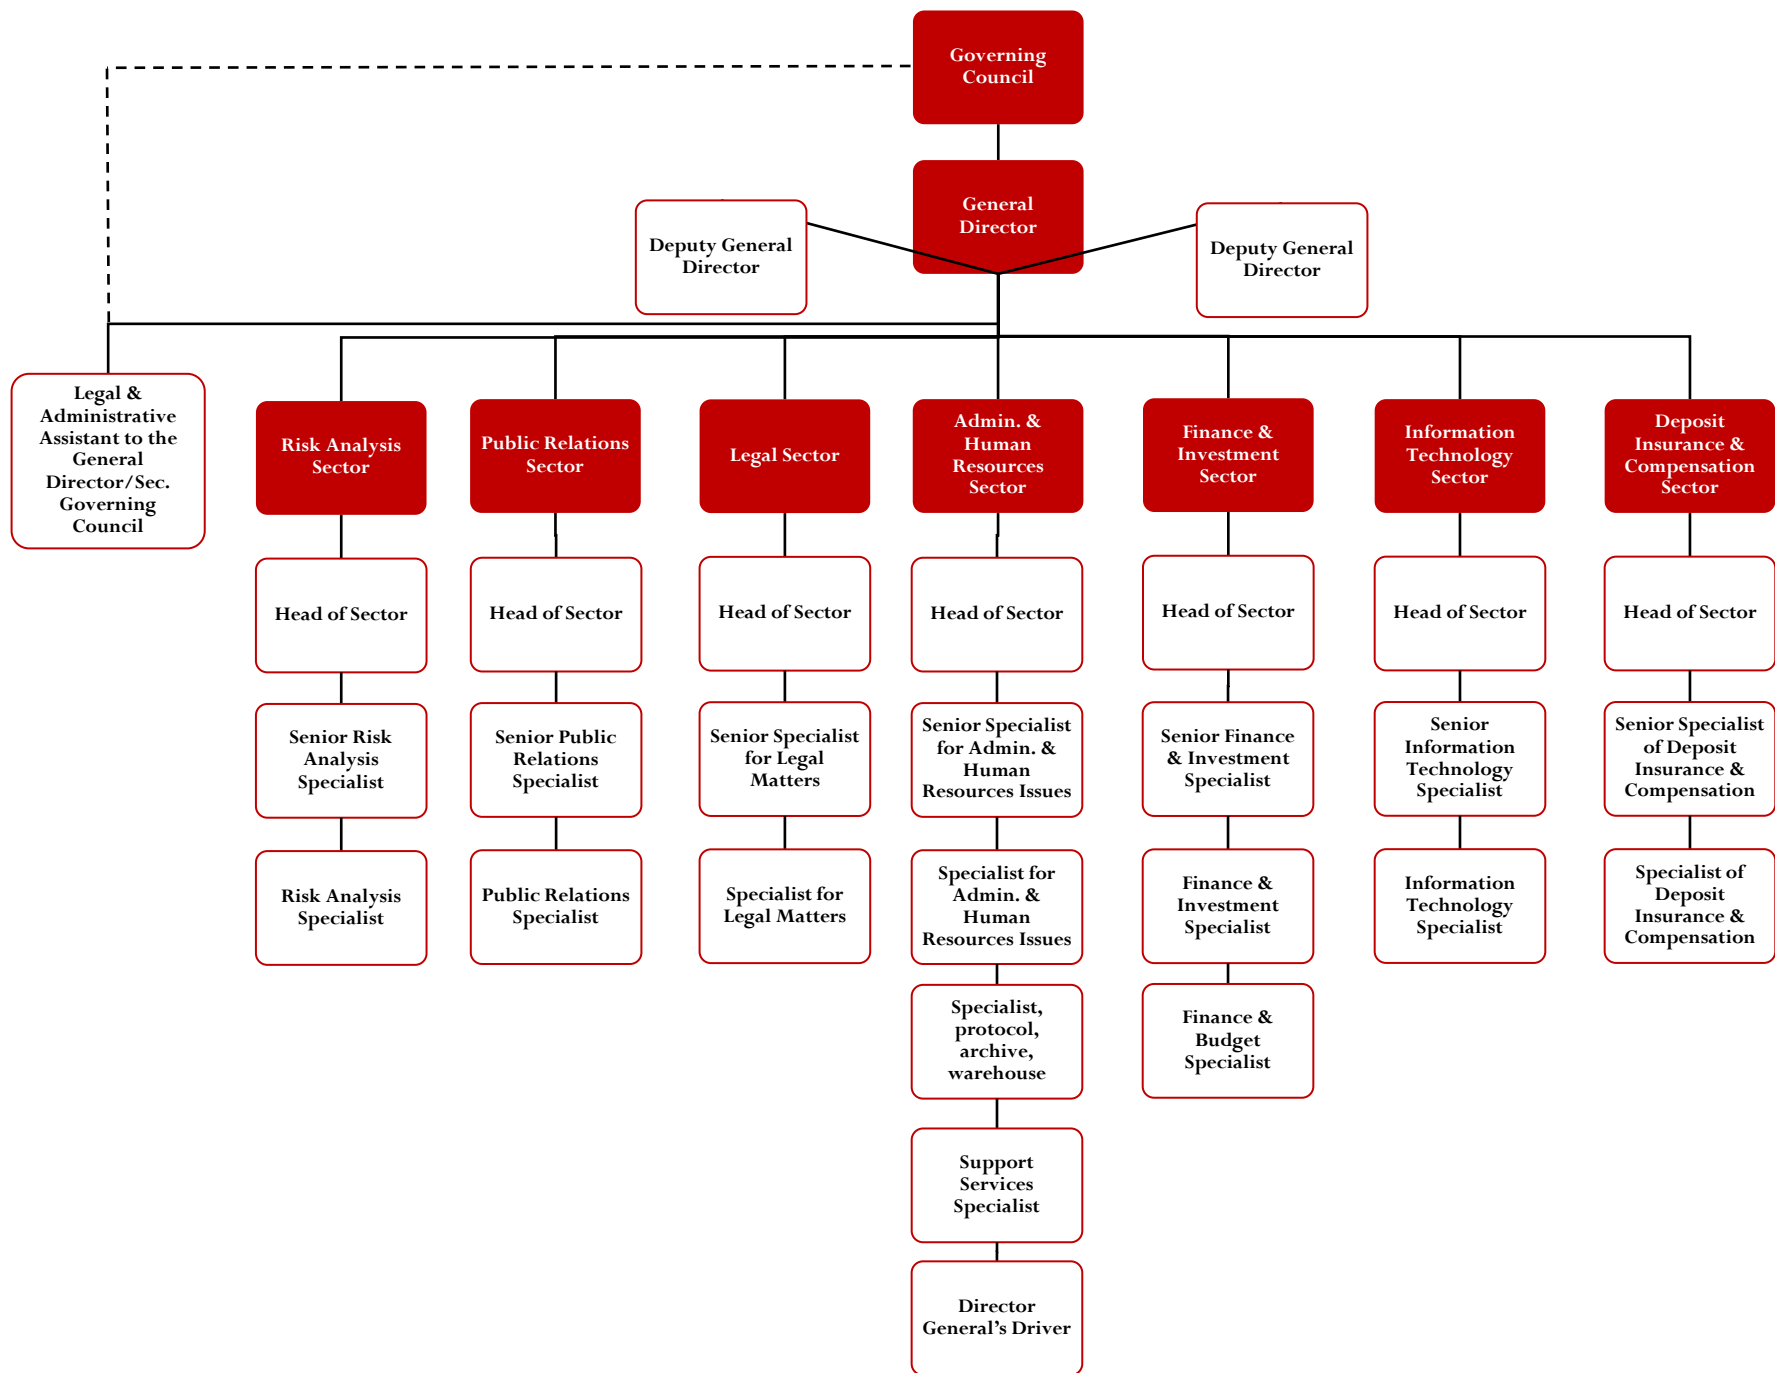 Governing
Council
General
Director
Deputy General
Director
Deputy General
Director
Legal &
Administrative
Assistant to the
General
Director/Sec.
Governing
Council
Risk Analysis
Sector
Public Relations
Sector
Legal Sector
Admin. &
Human
Resources
Sector
Finance &
Investment
Sector
Information
Technology
Sector
Deposit
Insurance &
Compensation
Sector
Head of Sector
Head of Sector
Head of Sector
Head of Sector
Head of Sector
Head of Sector
Head of Sector
Senior Risk
Analysis
Specialist
Senior Public
Relations
Specialist
Senior Specialist
for Legal
Matters
Senior Specialist
for Admin. &
Human
Resources Issues
Senior Finance
& Investment
Specialist
Senior
Information
Technology
Specialist
Senior Specialist
of Deposit
Insurance &
Compensation
Risk Analysis
Specialist
Public Relations
Specialist
Specialist for
Legal Matters
Specialist for
Admin. &
Human
Resources Issues
Finance &
Investment
Specialist
Information
Technology
Specialist
Specialist of
Deposit
Insurance &
Compensation
Specialist,
protocol,
archive,
warehouse
Finance &
Budget
Specialist
Support
Services
Specialist
Director
General’s Driver